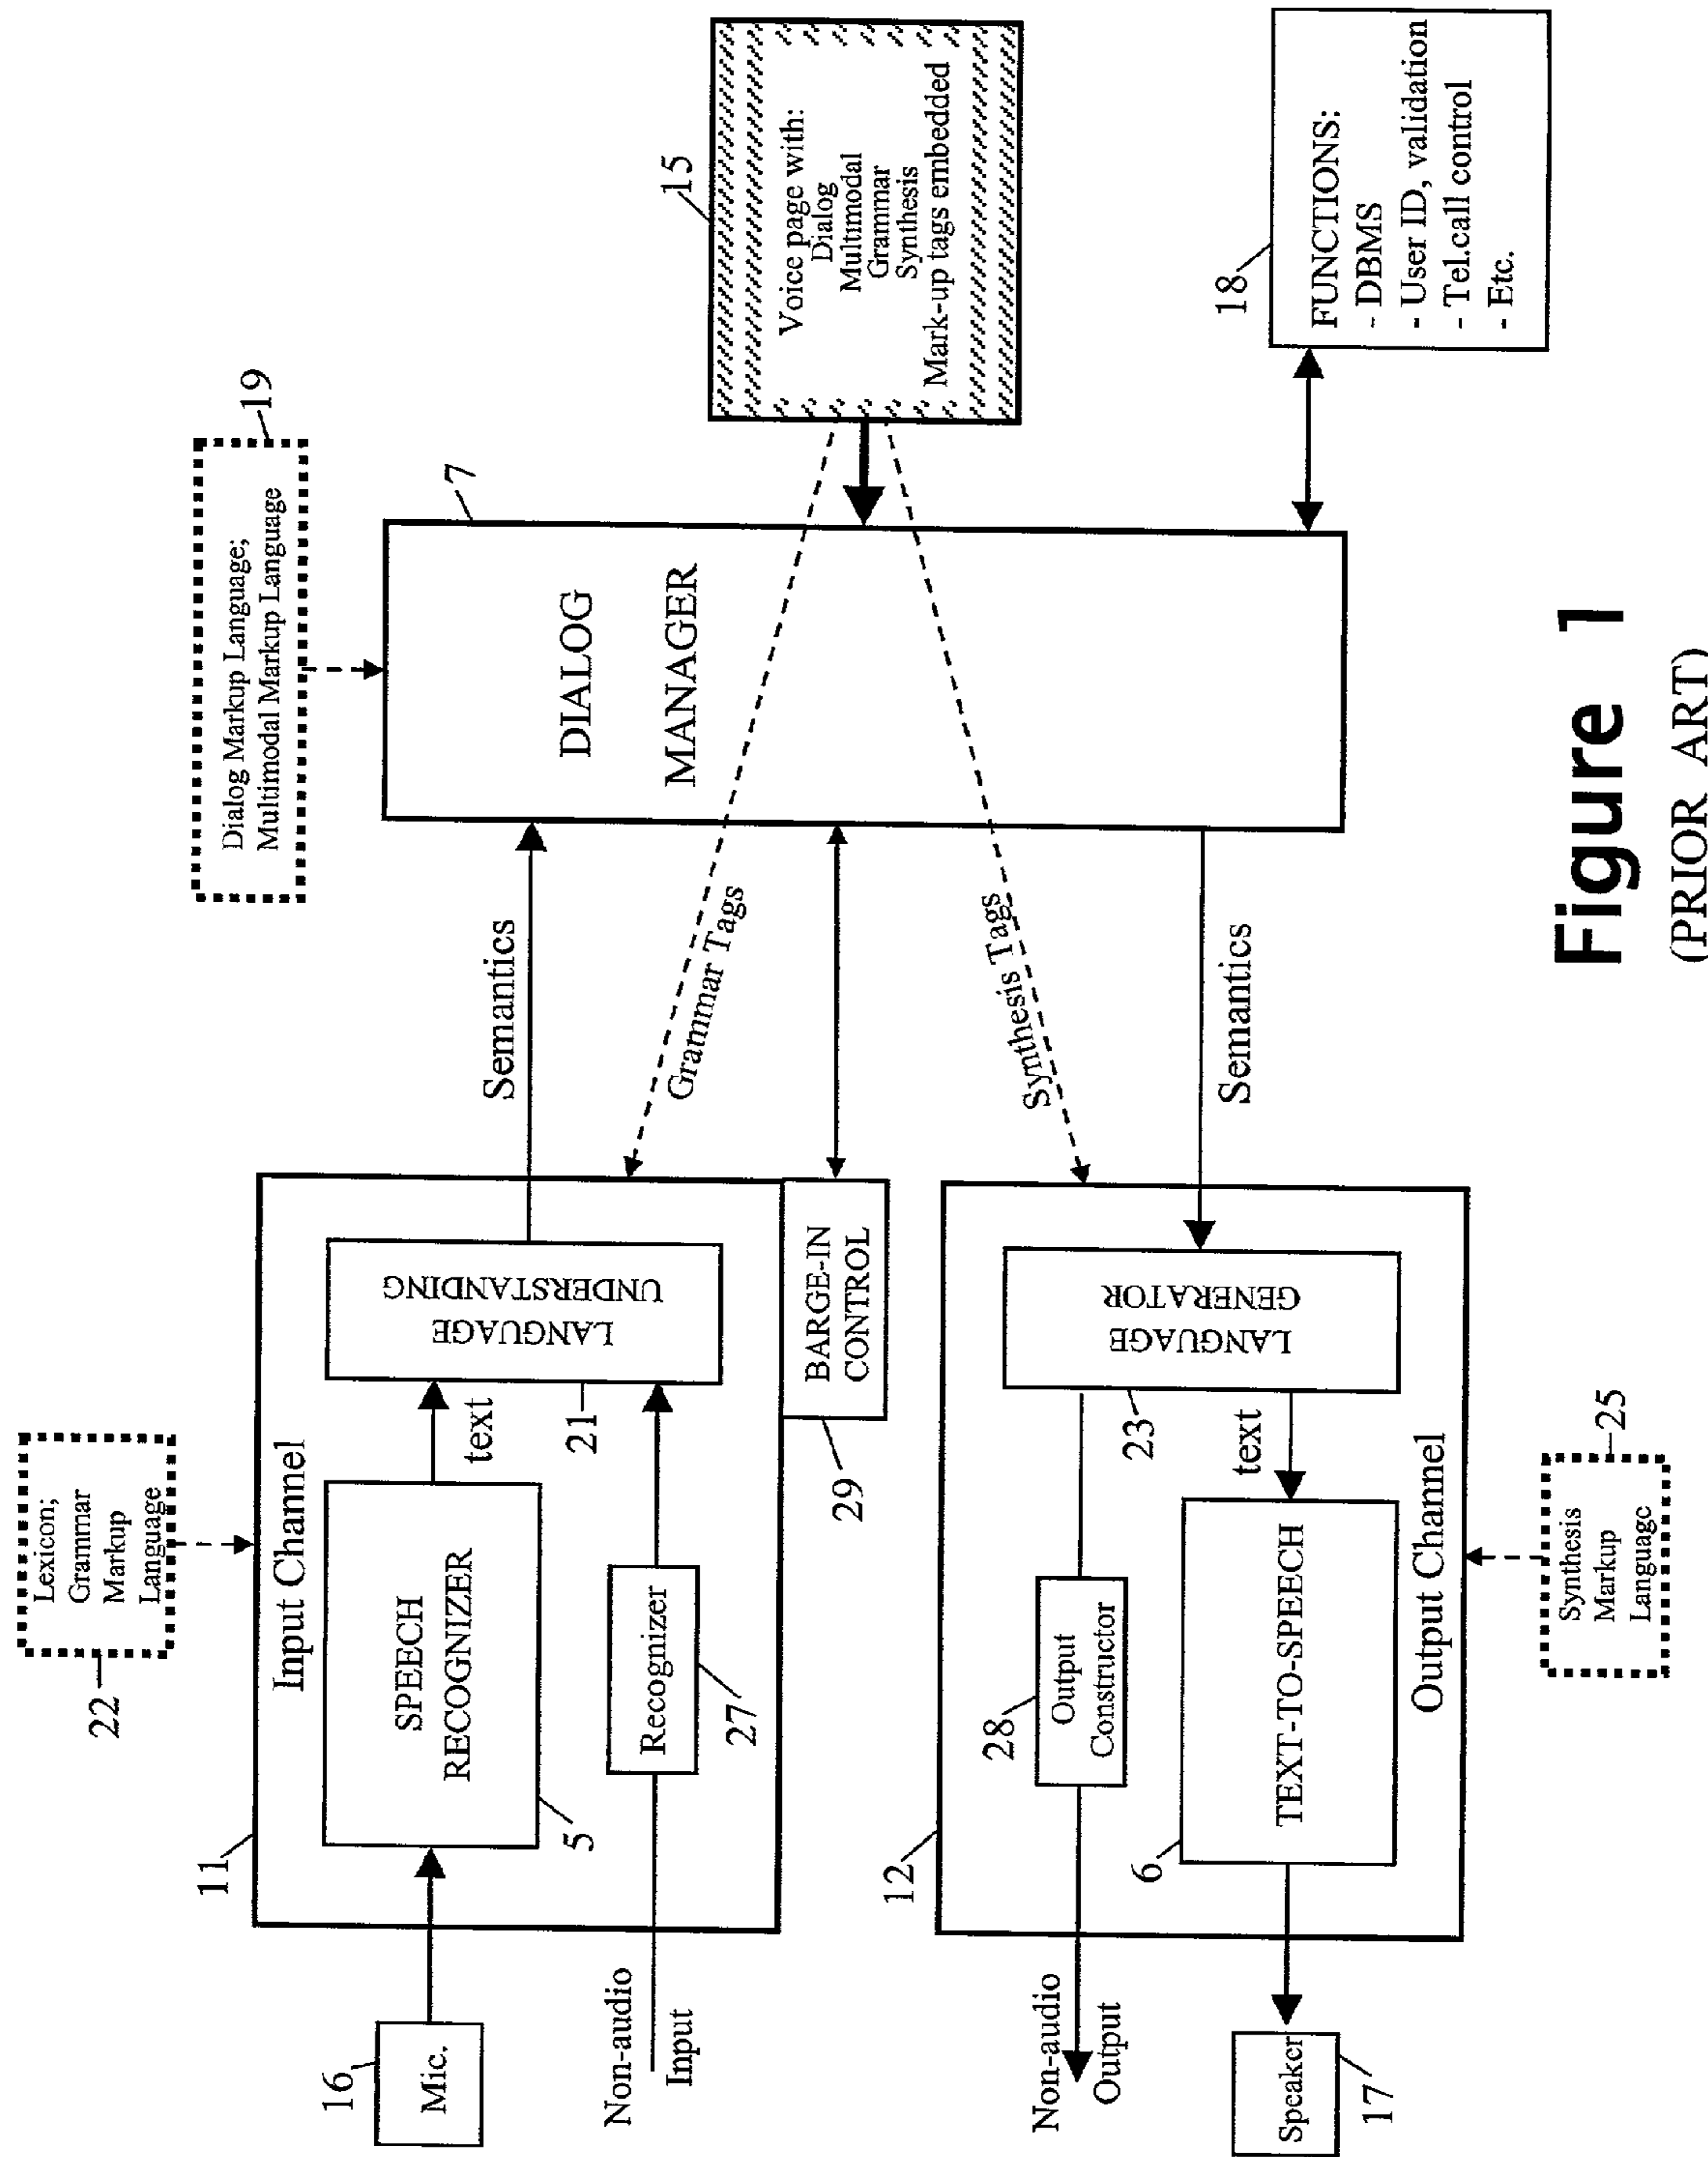 22
Lexicon;
Grammar
Markup
Language
19
Dialog Markup Language;
Multimodal Markup Language
11
Input Channel
16
Mic.
SPEECH
RECOGNIZER
5
text
LANGUAGE
UNDERSTANDING
21
Semantics
7
DIALOG
MANAGER
15
Voice page with:
Dialog
Multimodal
Grammar
Synthesis
Mark-up tags embedded
Non-audio
Input
Recognizer
27
Grammar Tags
29
BARGE-IN
CONTROL
12
Non-audio
Output
28
Output
Constructor
LANGUAGE
GENERATOR
23
text
Synthesis Tags
Semantics
6
TEXT-TO-SPEECH
Speaker
17
Output Channel
18
FUNCTIONS:
- DBMS
- User ID, validation
- Tel.call control
- Etc.
Synthesis
Markup
Language
25
Figure 1
(PRIOR ART)